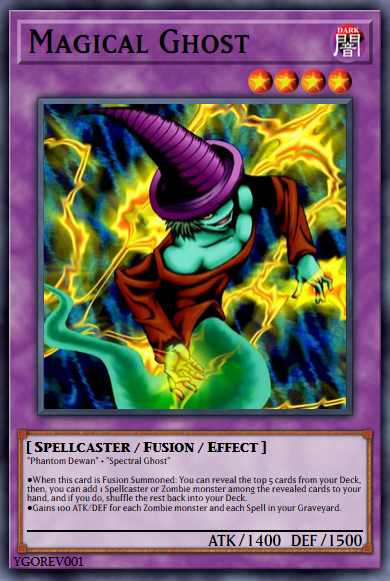 Magical Ghost
DARK
闇
[ Spellcaster / Fusion / Effect ]
"Phantom Dewan" + "Spectral Ghost"
●When this card is Fusion Summoned: You can reveal the top 5 cards from your Deck,
then, you can add 1 Spellcaster or Zombie monster among the revealed cards to your
hand, and if you do, shuffle the rest back into your Deck.
●Gains 100 ATK/DEF for each Zombie monster and each Spell in your Graveyard.
ATK/1400 DEF/1500
YGOREV001